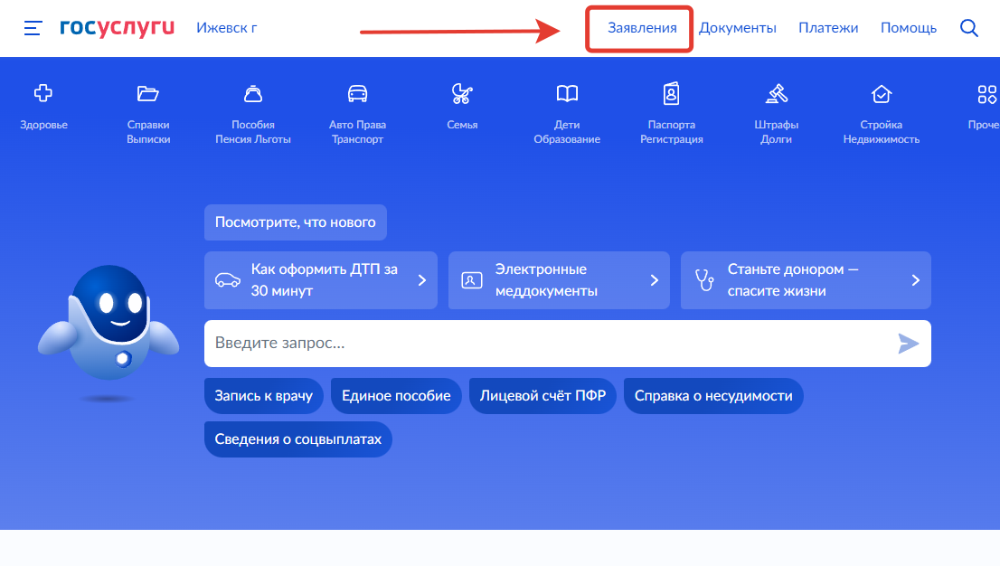 госуслуги Ижевск г Заявления Документы Платежи Помощь
Здоровье
Справки
Выписки
Пособия
Пенсия Льготы
Авто Права
Транспорт
Семья
Дети
Образование
Паспорта
Регистрация
Штрафы
Долги
Стройка
Недвижимость
Проче
Посмотрите, что нового
Как оформить ДТП за
30 минут
Электронные
меддокументы
Станьте донором —
спасите жизни
Введите запрос...
Запись к врачу
Единое пособие
Лицевой счёт ПФР
Справка о несудимости
Сведения о соцвыплатах